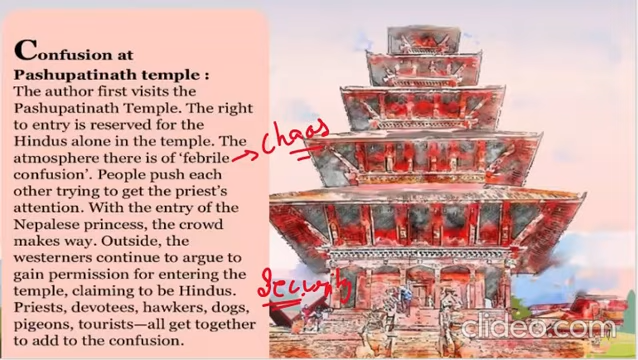 Confusion at
Pashupatinath temple :
The author first visits the
Pashupatinath Temple. The right
to entry is reserved for the
Hindus alone in the temple. The
atmosphere there is of ‘febrile
confusion’. People push each
other trying to get the priest’s
attention. With the entry of the
Nepalese princess, the crowd
makes way. Outside, the
westerners continue to argue to
gain permission for entering the
temple, claiming to be Hindus.
Priests, devotees, hawkers, dogs,
pigeons, tourists—all get together
to add to the confusion.
Chaos
Security
clideo.com